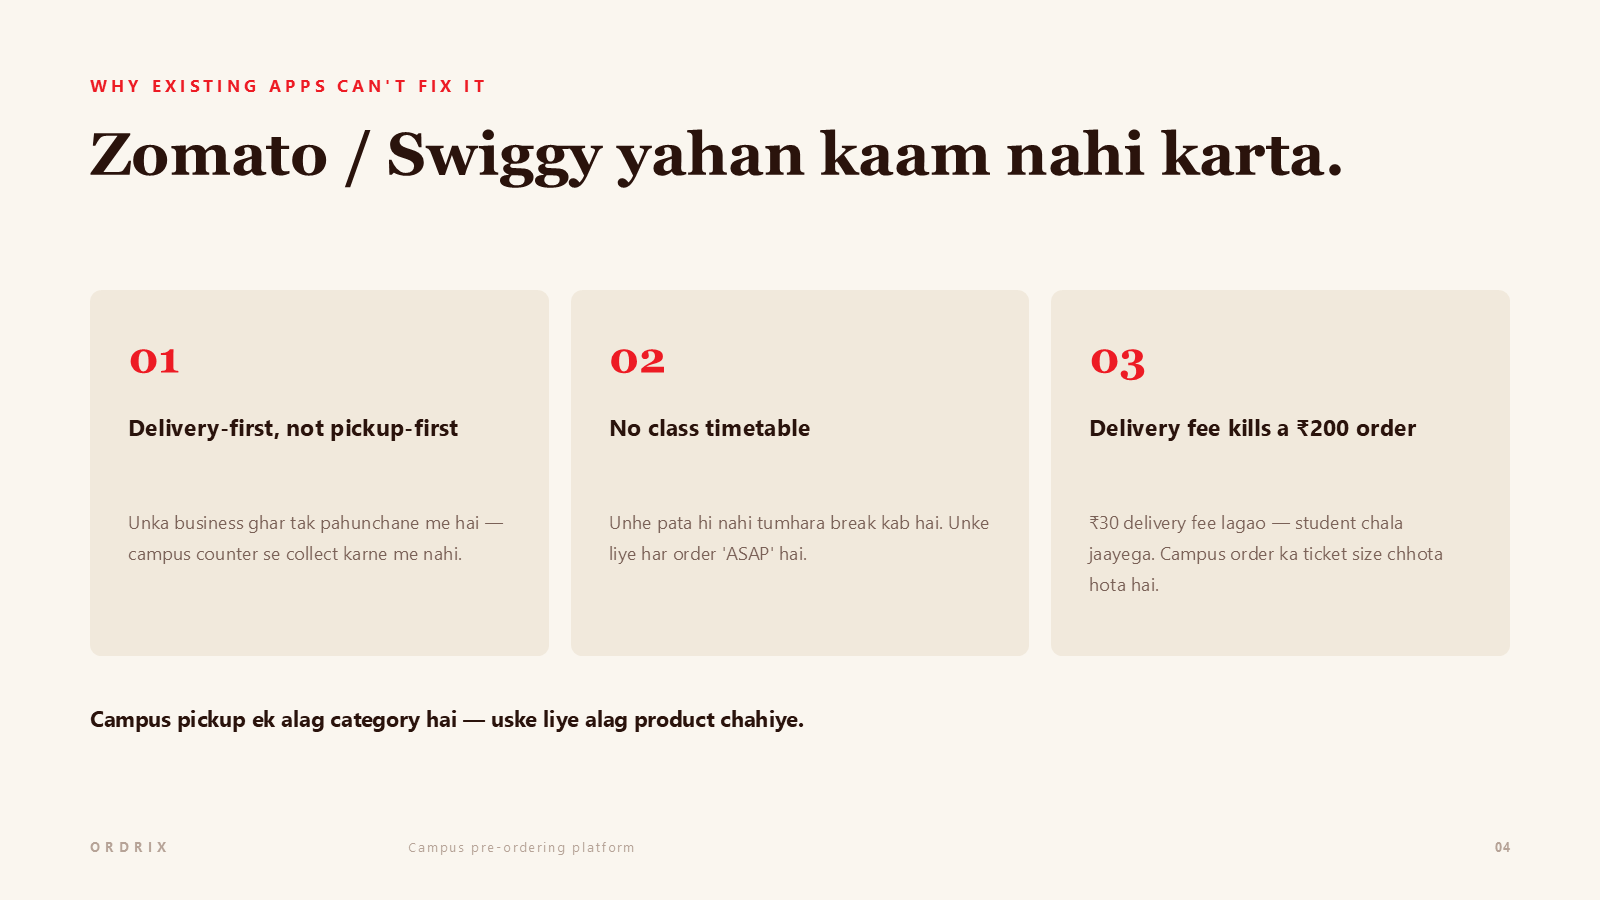 WHY EXISTING APPS CAN'T FIX IT
Zomato / Swiggy yahan kaam nahi karta.
01
Delivery-first, not pickup-first
Unka business ghar tak pahunchane me hai —
campus counter se collect karne me nahi.
02
No class timetable
Unhe pata hi nahi tumhara break kab hai. Unke
liye har order 'ASAP' hai.
03
Delivery fee kills a ₹200 order
₹30 delivery fee lagao — student chala
jaayega. Campus order ka ticket size chhota
hota hai.
Campus pickup ek alag category hai — uske liye alag product chahiye.
ORDRIX
Campus pre-ordering platform
04